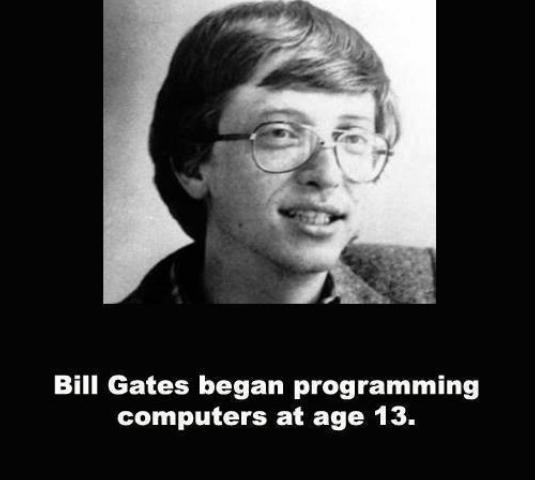 Bill Gates began programming
computers at age 13.